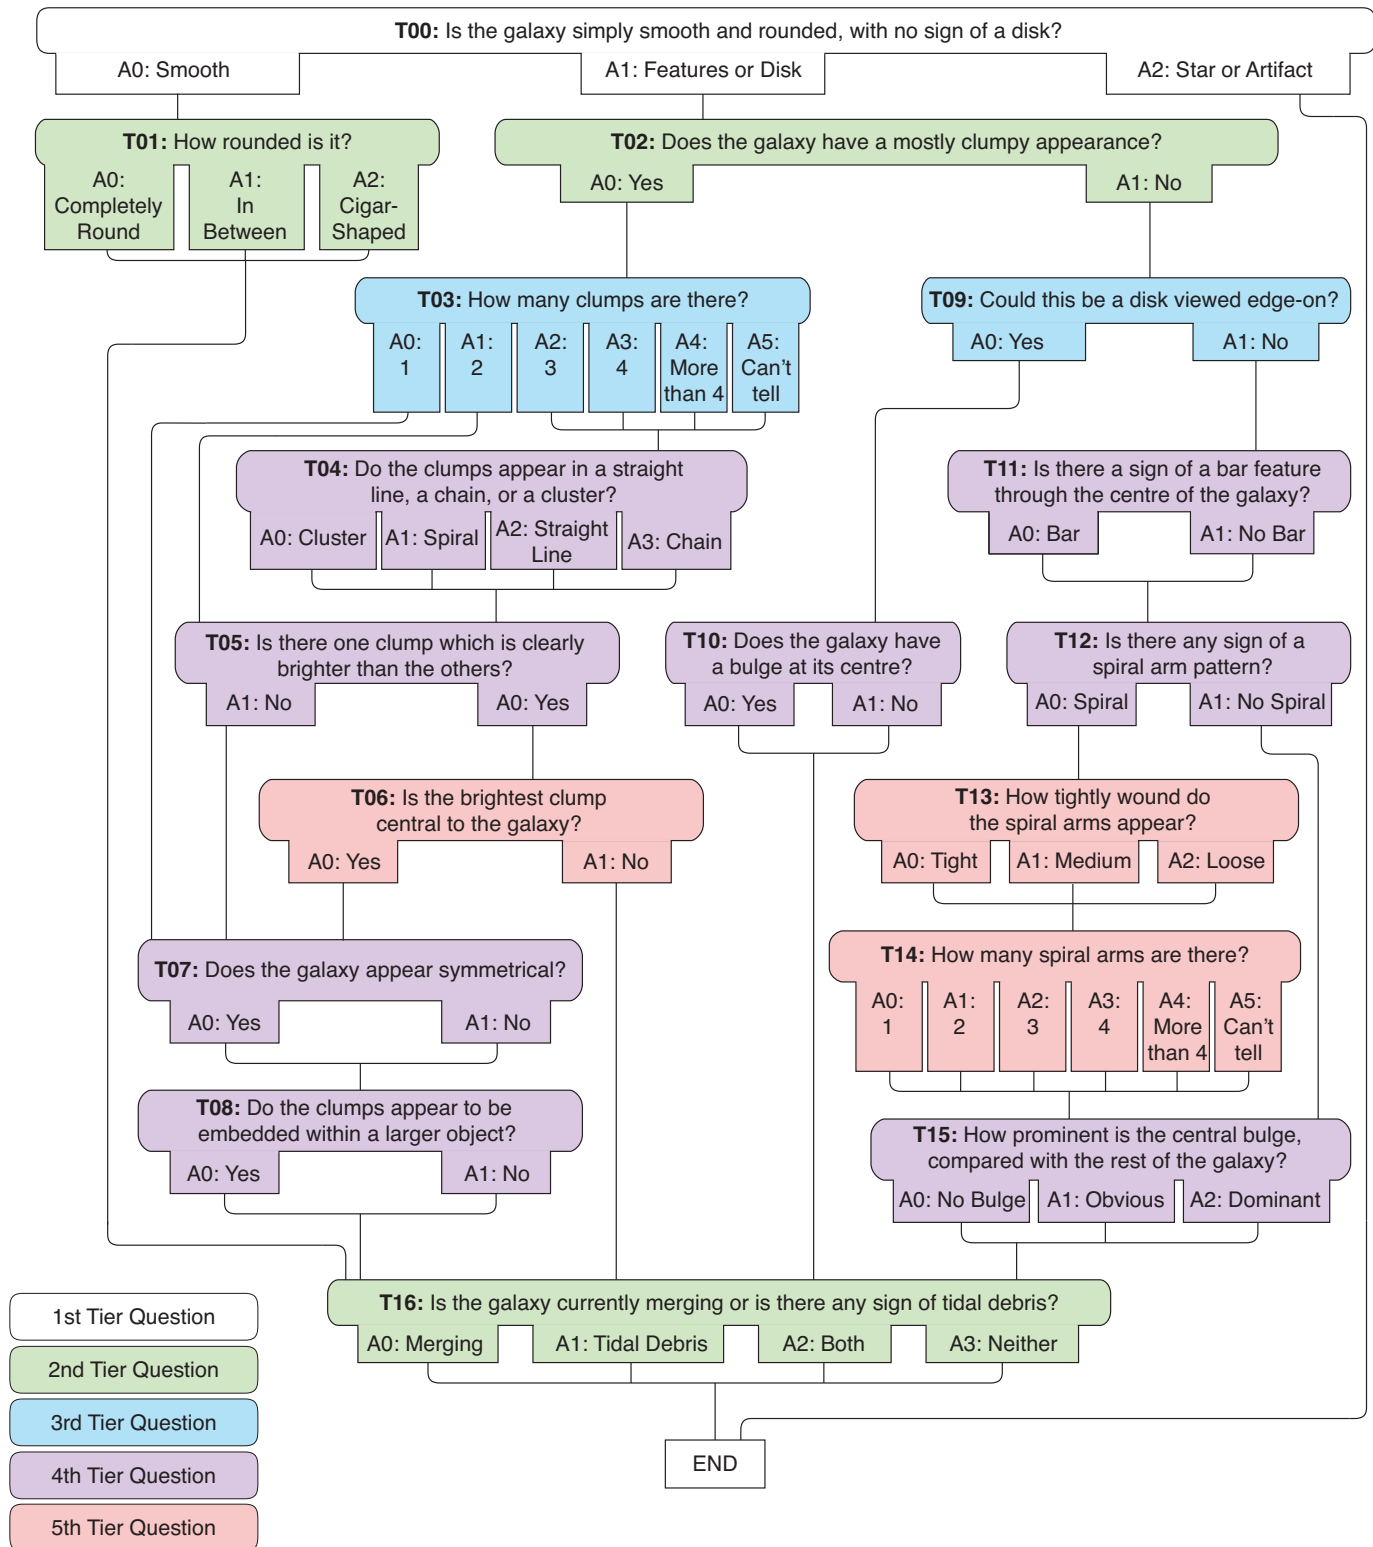 T00: Is the galaxy simply smooth and rounded, with no sign of a disk?
A0: Smooth
A1: Features or Disk
A2: Star or Artifact
T01: How rounded is it?
A0:
Completely
Round
A1:
In
Between
A2:
Cigar-
Shaped
T02: Does the galaxy have a mostly clumpy appearance?
A0: Yes
A1: No
T03: How many clumps are there?
A0:
1
A1:
2
A2:
3
A3:
4
A4:
More
than 4
A5:
Can't
tell
T09: Could this be a disk viewed edge-on?
A0: Yes
A1: No
T04: Do the clumps appear in a straight
line, a chain, or a cluster?
A0: Cluster
A1: Spiral
A2: Straight
Line
A3: Chain
T11: Is there a sign of a bar feature
through the centre of the galaxy?
A0: Bar
A1: No Bar
T05: Is there one clump which is clearly
brighter than the others?
A1: No
A0: Yes
T10: Does the galaxy have
a bulge at its centre?
A0: Yes
A1: No
T12: Is there any sign of a
spiral arm pattern?
A0: Spiral
A1: No Spiral
T06: Is the brightest clump
central to the galaxy?
A0: Yes
A1: No
T13: How tightly wound do
the spiral arms appear?
A0: Tight
A1: Medium
A2: Loose
T07: Does the galaxy appear symmetrical?
A0: Yes
A1: No
T14: How many spiral arms are there?
A0:
1
A1:
2
A2:
3
A3:
4
A4:
More
than 4
A5:
Can't
tell
T08: Do the clumps appear to be
embedded within a larger object?
A0: Yes
A1: No
T15: How prominent is the central bulge,
compared with the rest of the galaxy?
A0: No Bulge
A1: Obvious
A2: Dominant
T16: Is the galaxy currently merging or is there any sign of tidal debris?
A0: Merging
A1: Tidal Debris
A2: Both
A3: Neither
END
1st Tier Question
2nd Tier Question
3rd Tier Question
4th Tier Question
5th Tier Question